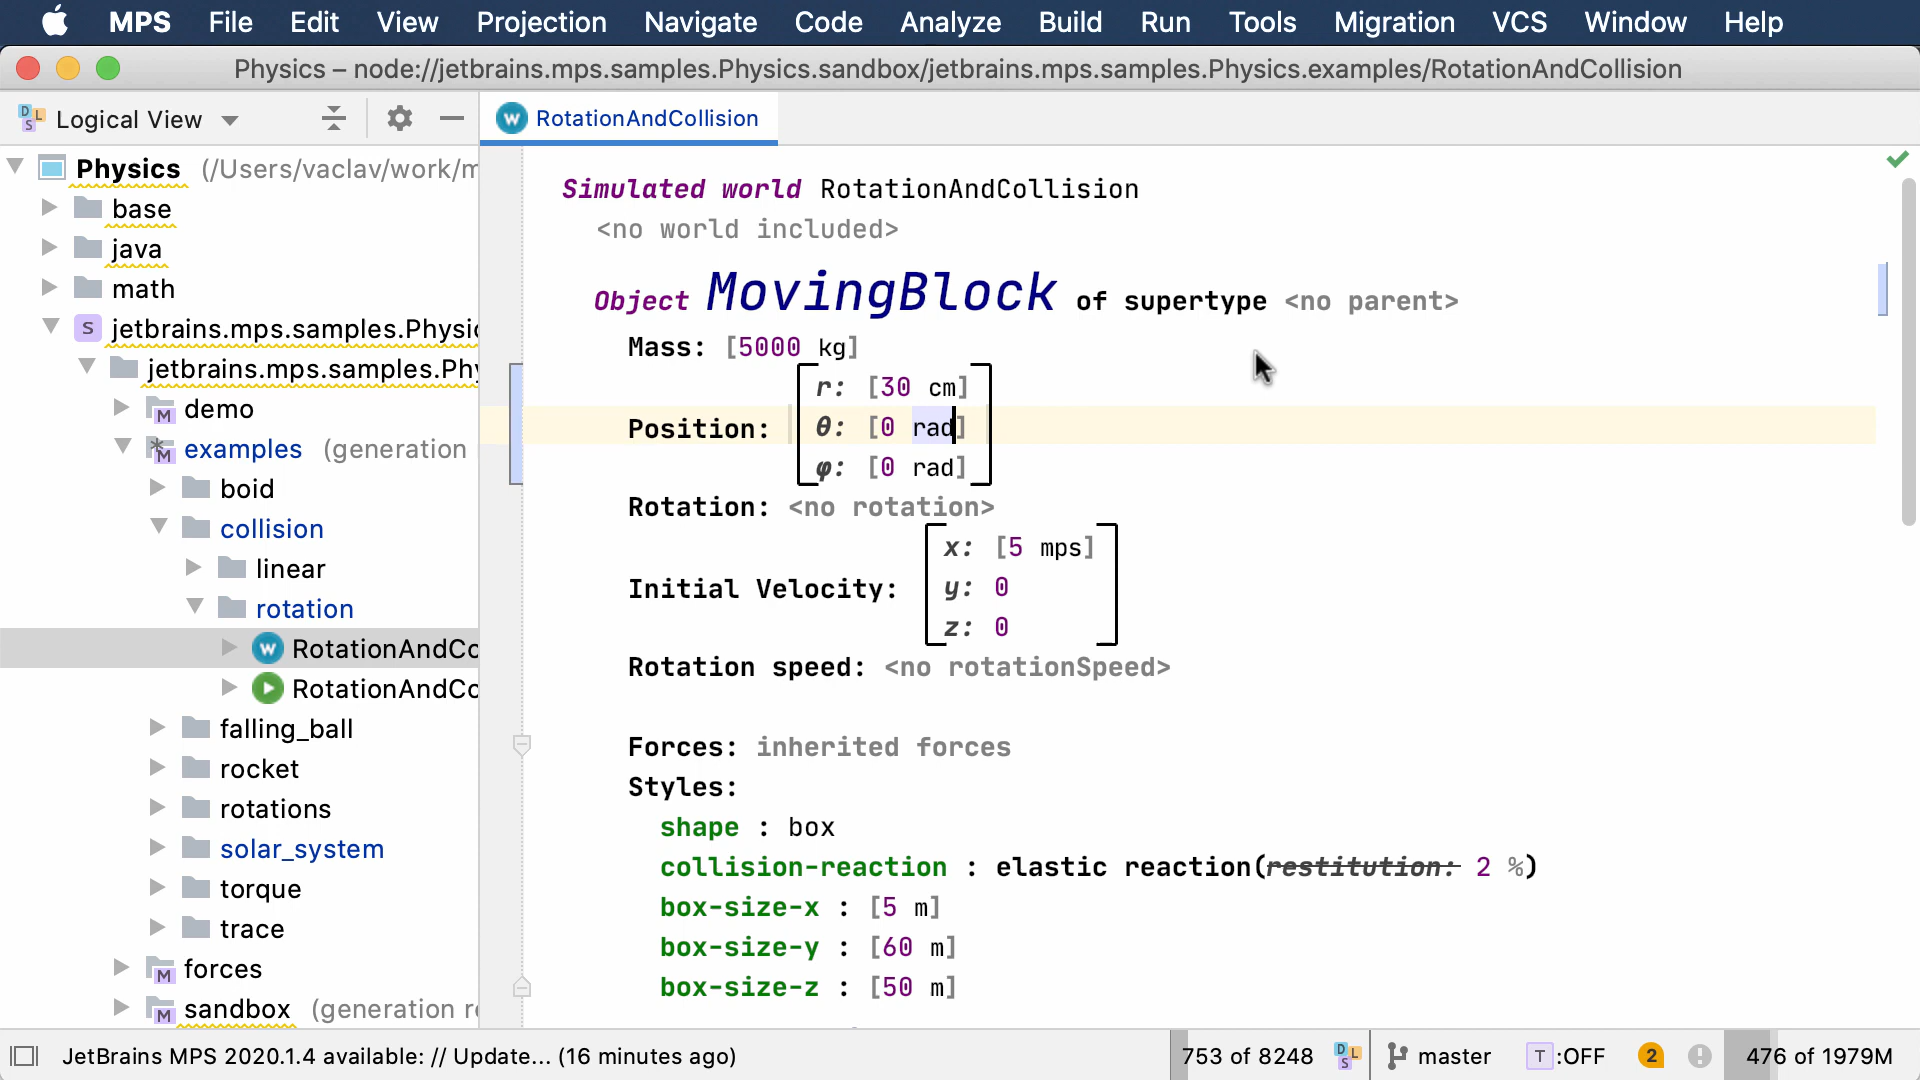 MPS File Edit View Projection Navigate Code Analyze Build Run Tools Migration VCS Window Help
Physics – node://jetbrains.mps.samples.Physics.sandbox/jetbrains.mps.samples.Physics.examples/RotationAndCollision
Logical View
RotationAndCollision
Physics (/Users/vaclav/work/m
base
java
math
jetbrains.mps.samples.Physic
jetbrains.mps.samples.Phy
demo
examples (generation
boid
collision
linear
rotation
RotationAndCo
RotationAndCo
falling_ball
rocket
rotations
solar_system
torque
trace
forces
sandbox (generation re
Simulated world RotationAndCollision
<no world included>
Object MovingBlock of supertype <no parent>
Mass: [5000 kg]
r: [30 cm]
Position: θ: [0 rad]
φ: [0 rad]
Rotation: <no rotation>
x: [5 mps]
Initial Velocity: y: 0
z: 0
Rotation speed: <no rotationSpeed>
Forces: inherited forces
Styles:
shape : box
collision-reaction : elastic reaction(restitution: 2 %)
box-size-x : [5 m]
box-size-y : [60 m]
box-size-z : [50 m]
JetBrains MPS 2020.1.4 available: // Update... (16 minutes ago) 753 of 8248 master T :OFF 2 476 of 1979M